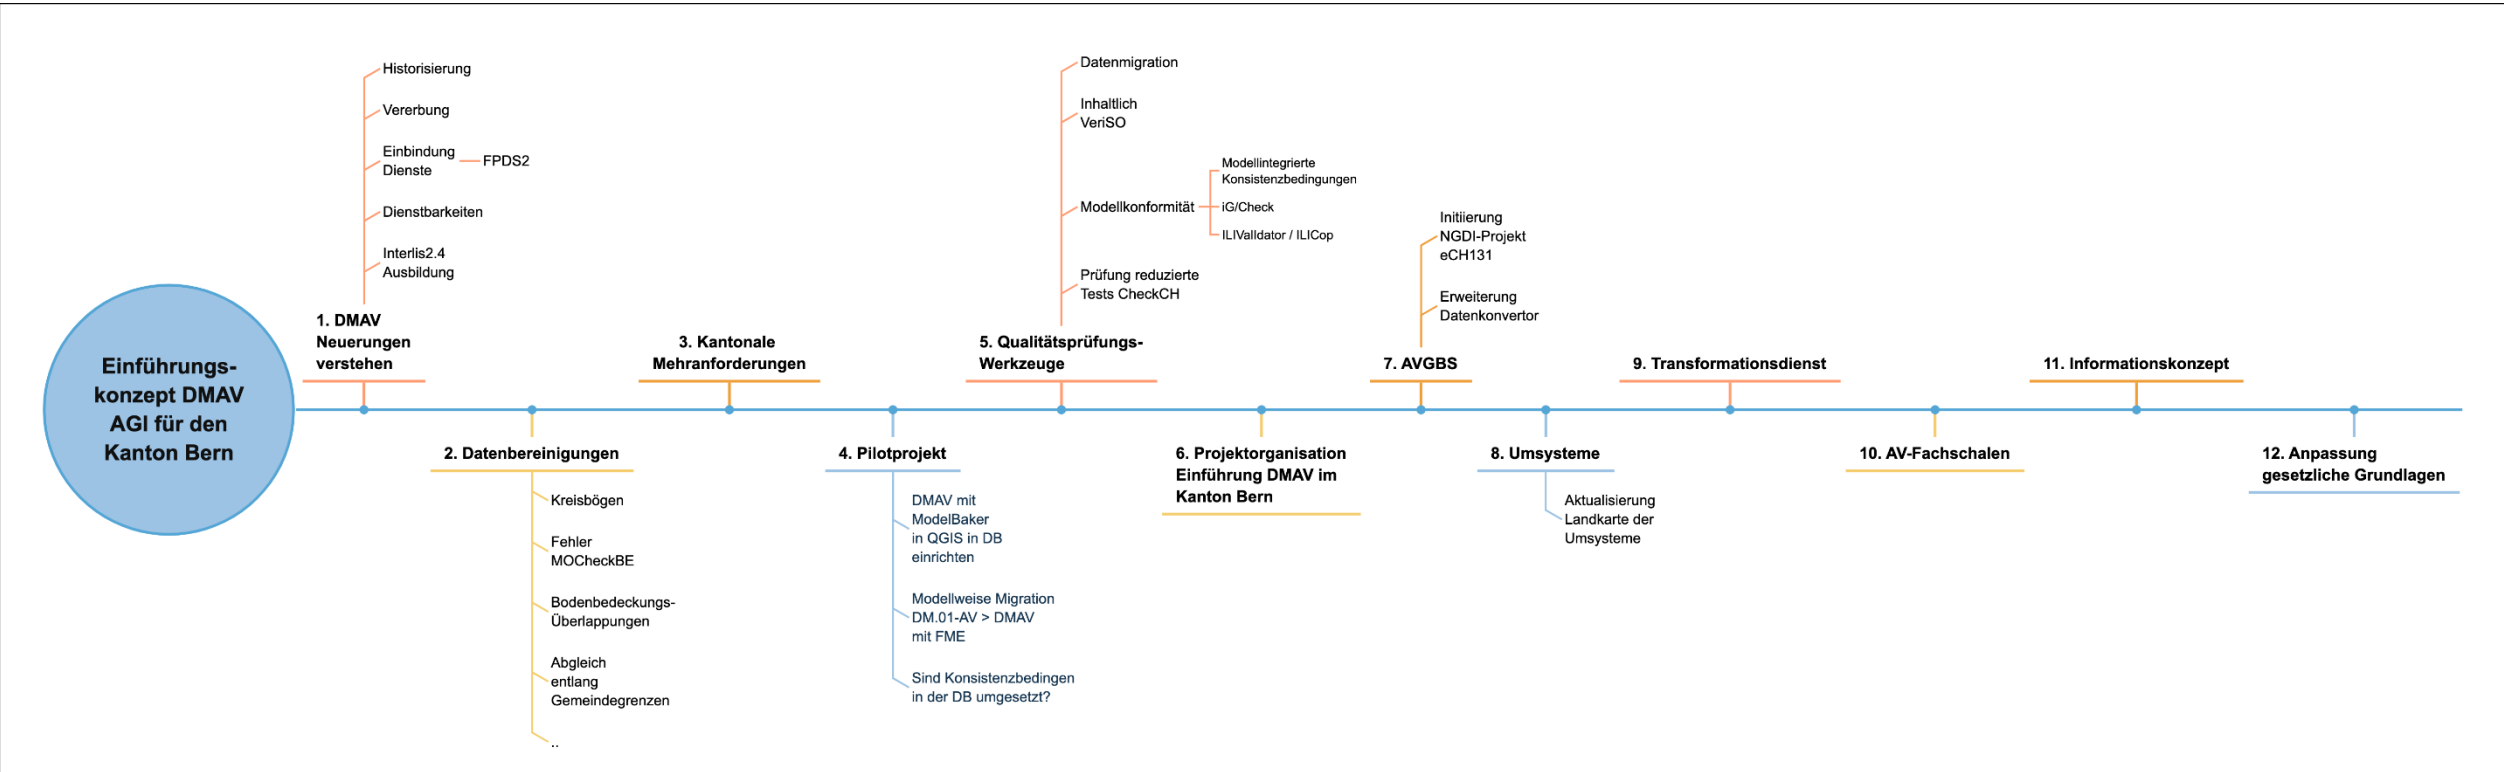 Einführungs-
konzept DMAV
AGI für den
Kanton Bern
1. DMAV
Neuerungen
verstehen
Historisierung
Vererbung
Einbindung
Dienste
FPDS2
Dienstbarkeiten
Interlis2.4
Ausbildung
2. Datenbereinigungen
Kreisbögen
Fehler
MOCheckBE
Bodenbedeckungs-
Überlappungen
Abgleich
entlang
Gemeindegrenzen
..
3. Kantonale
Mehranforderungen
4. Pilotprojekt
DMAV mit
ModelBaker
in QGIS in DB
einrichten
Modellweise Migration
DM.01-AV > DMAV
mit FME
Sind Konsistenzbedingen
in der DB umgesetzt?
5. Qualitätsprüfungs-
Werkzeuge
Datenmigration
Inhaltlich
VeriSO
Modellkonformität
Modellintegrierte
Konsistenzbedingungen
iG/Check
ILIValIdator / ILICop
Prüfung reduzierte
Tests CheckCH
6. Projektorganisation
Einführung DMAV im
Kanton Bern
7. AVGBS
Initiierung
NGDI-Projekt
eCH131
Erweiterung
Datenkonvertor
8. Umsysteme
Aktualisierung
Landkarte der
Umsysteme
9. Transformationsdienst
10. AV-Fachschalen
11. Informationskonzept
12. Anpassung
gesetzliche Grundlagen